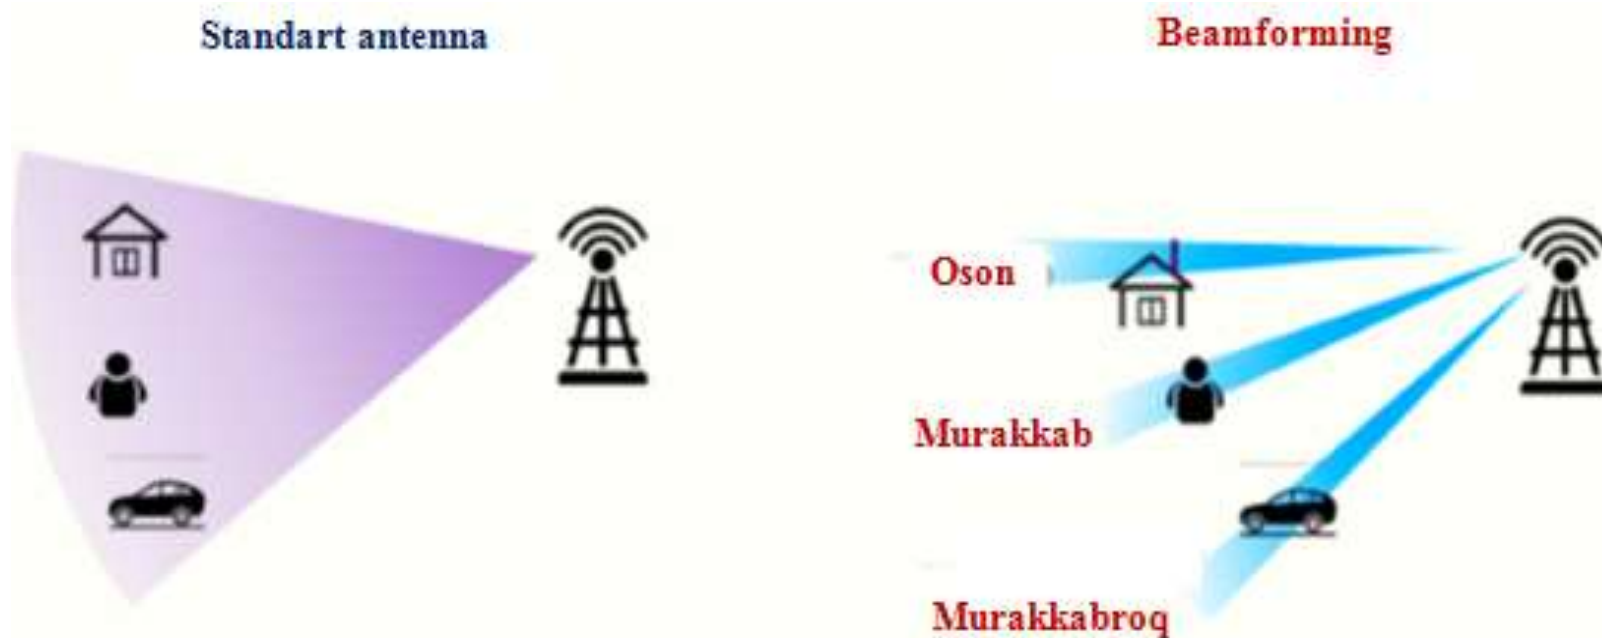 Standart antenna
Beamforming
Oson
Murakkab
Murakkabroq